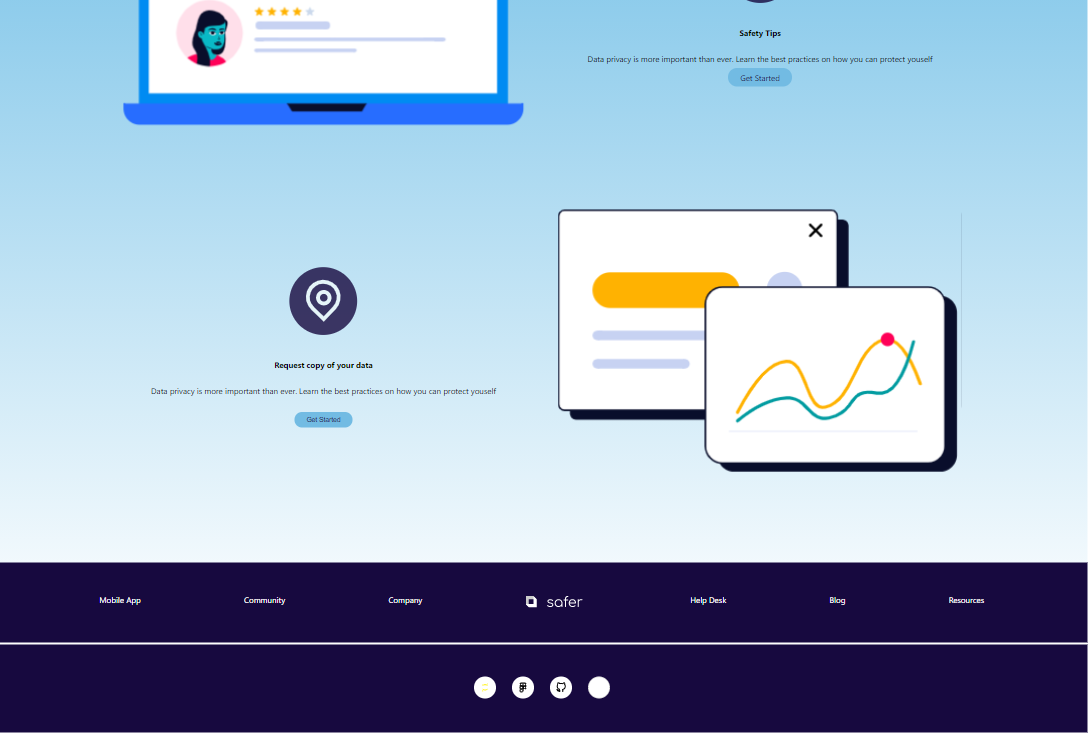 Safety Tips
Data privacy is more important than ever. Learn the best practices on how you can protect youself
Get Started
Request copy of your data
Data privacy is more important than ever. Learn the best practices on how you can protect youself
Get Started
Mobile App
Community
Company
safer
Help Desk
Blog
Resources